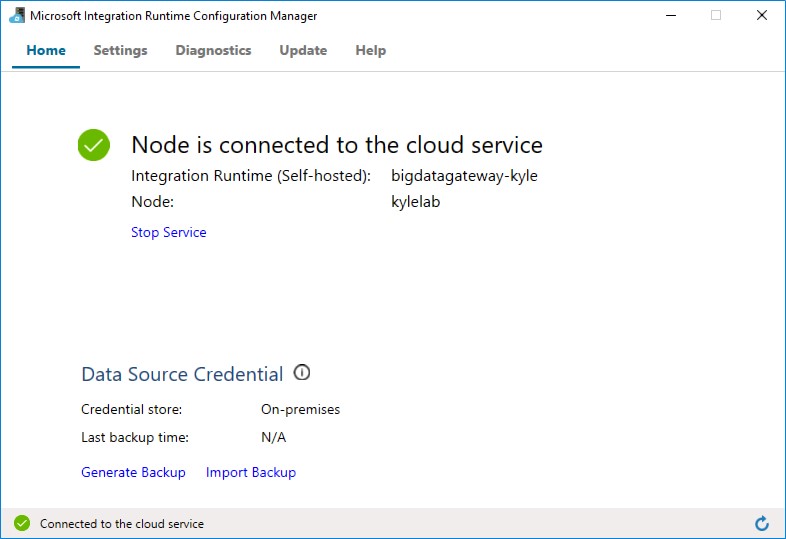 Microsoft Integration Runtime Configuration Manager
Home Settings Diagnostics Update Help
Node is connected to the cloud service
Integration Runtime (Self-hosted): bigdatagateway-kyle
Node: kylelab
Stop Service
Data Source Credential
Credential store: On-premises
Last backup time: N/A
Generate Backup Import Backup
Connected to the cloud service